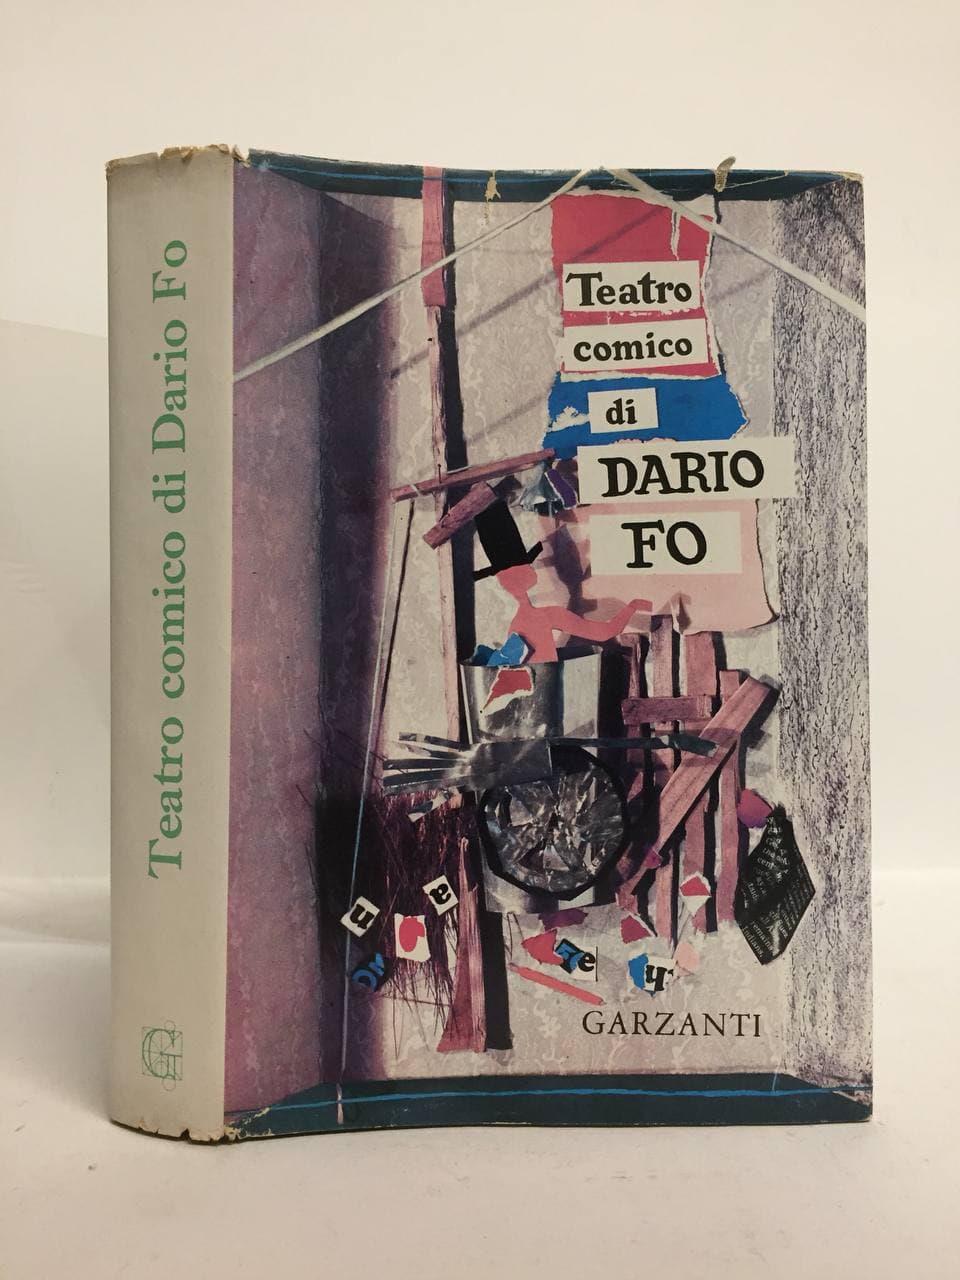 Teatro comico di Dario Fo
Teatro
comico
di
DARIO
FO
u
a
e
u
GARZANTI